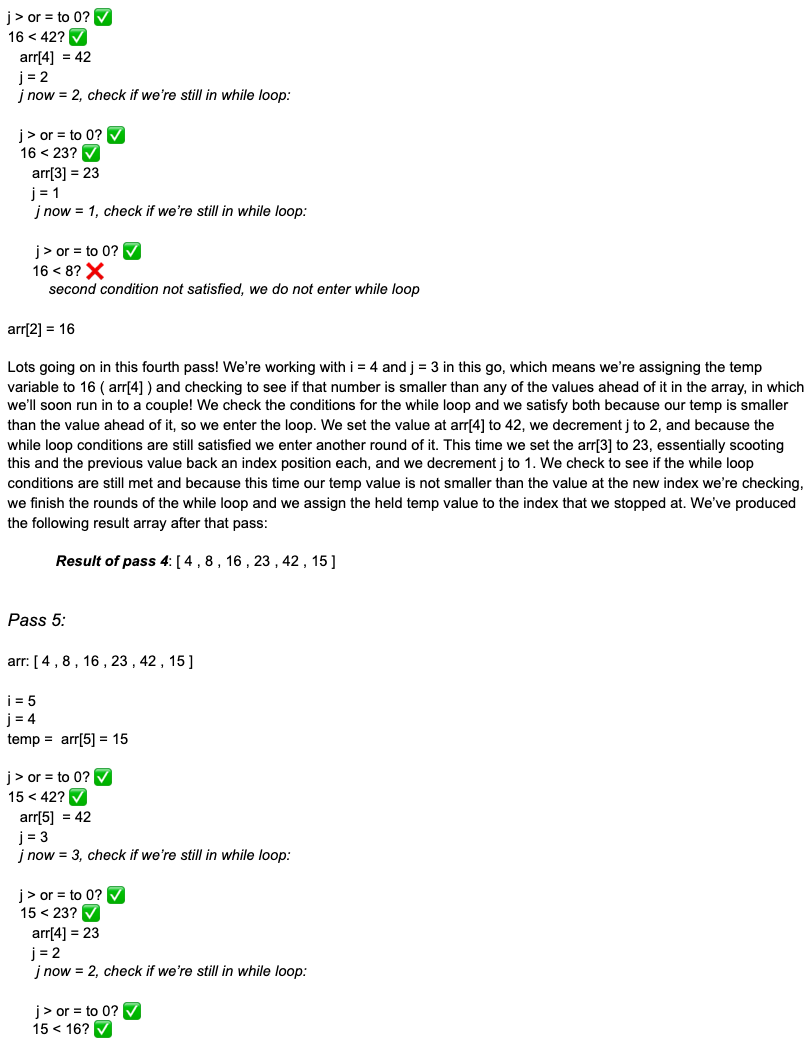 j > or = to 0? ✅
16 < 42? ✅
arr[4]  = 42
j = 2
j now = 2, check if we're still in while loop:
j > or = to 0? ✅
16 < 23? ✅
arr[3] = 23
j = 1
j now = 1, check if we're still in while loop:
j > or = to 0? ✅
16 < 8? ❌
second condition not satisfied, we do not enter while loop
arr[2] = 16
Lots going on in this fourth pass! We're working with i = 4 and j = 3 in this go, which means we're assigning the temp
variable to 16 ( arr[4] ) and checking to see if that number is smaller than any of the values ahead of it in the array, in which
we'll soon run in to a couple! We check the conditions for the while loop and we satisfy both because our temp is smaller
than the value ahead of it, so we enter the loop. We set the value at arr[4] to 42, we decrement j to 2, and because the
while loop conditions are still satisfied we enter another round of it. This time we set the arr[3] to 23, essentially scooting
this and the previous value back an index position each, and we decrement j to 1. We check to see if the while loop
conditions are still met and because this time our temp value is not smaller than the value at the new index we're checking,
we finish the rounds of the while loop and we assign the held temp value to the index that we stopped at. We've produced
the following result array after that pass:
Result of pass 4: [ 4 , 8 , 16 , 23 , 42 , 15 ]
Pass 5:
arr: [ 4 , 8 , 16 , 23 , 42 , 15 ]
i = 5
j = 4
temp =  arr[5] = 15
j > or = to 0? ✅
15 < 42? ✅
arr[5]  = 42
j = 3
j now = 3, check if we're still in while loop:
j > or = to 0? ✅
15 < 23? ✅
arr[4] = 23
j = 2
j now = 2, check if we're still in while loop:
j > or = to 0? ✅
15 < 16? ✅